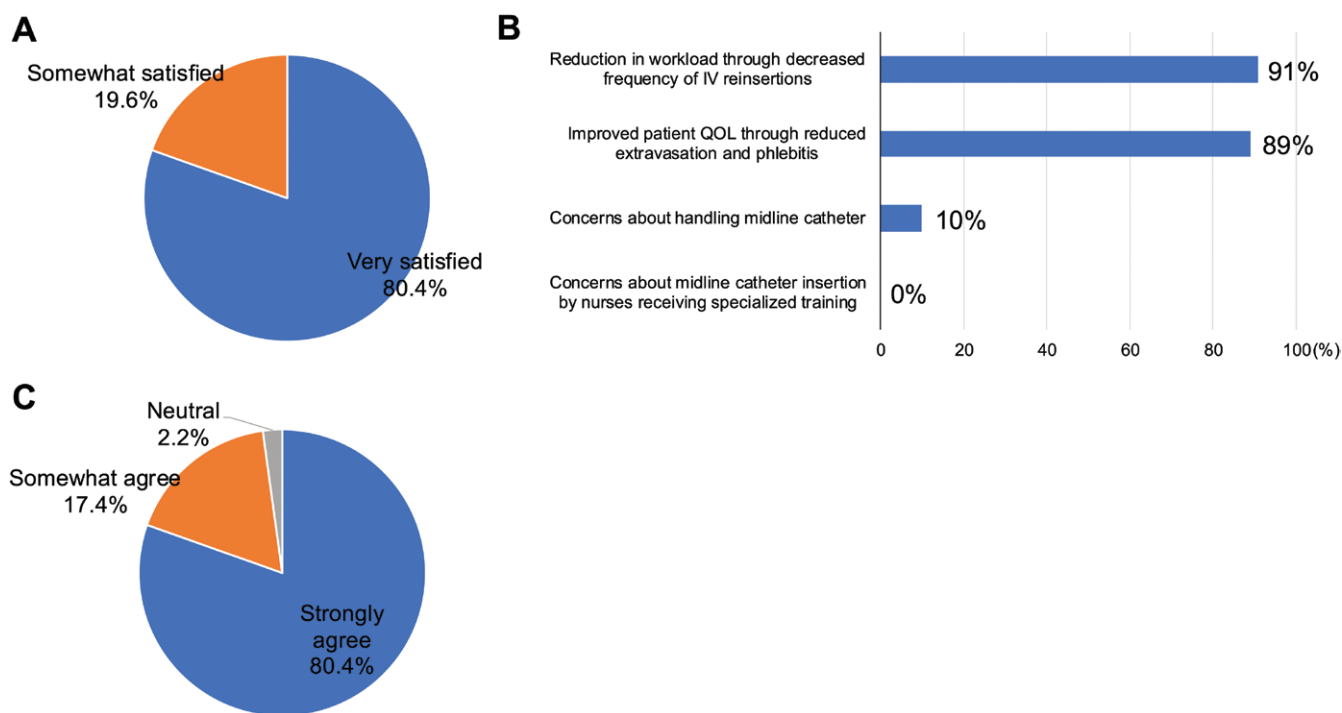 A
Somewhat satisfied
19.6%
Very satisfied
80.4%
B
Reduction in workload through decreased
frequency of IV reinsertions
91%
Improved patient QOL through reduced
extravasation and phlebitis
89%
Concerns about handling midline catheter
10%
Concerns about midline catheter insertion
by nurses receiving specialized training
0%
0 20 40 60 80 100(%)
C
Neutral
2.2%
Somewhat agree
17.4%
Strongly
agree
80.4%